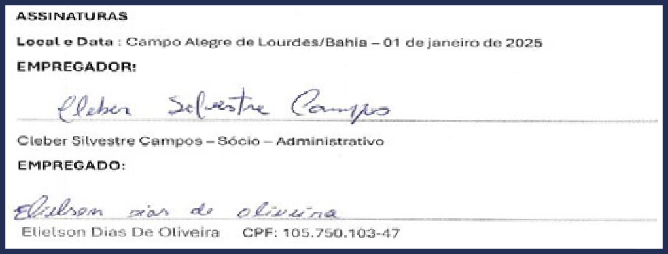 ASSINATURAS
Local e Data : Campo Alegre de Lourdes/Bahia – 01 de janeiro de 2025
EMPREGADOR:
Cleber Silvestre Campos
Cleber Silvestre Campos – Sócio – Administrativo
EMPREGADO:
Elielson dias de oliveira
Elielson Dias De Oliveira CPF: 105.750.103-47